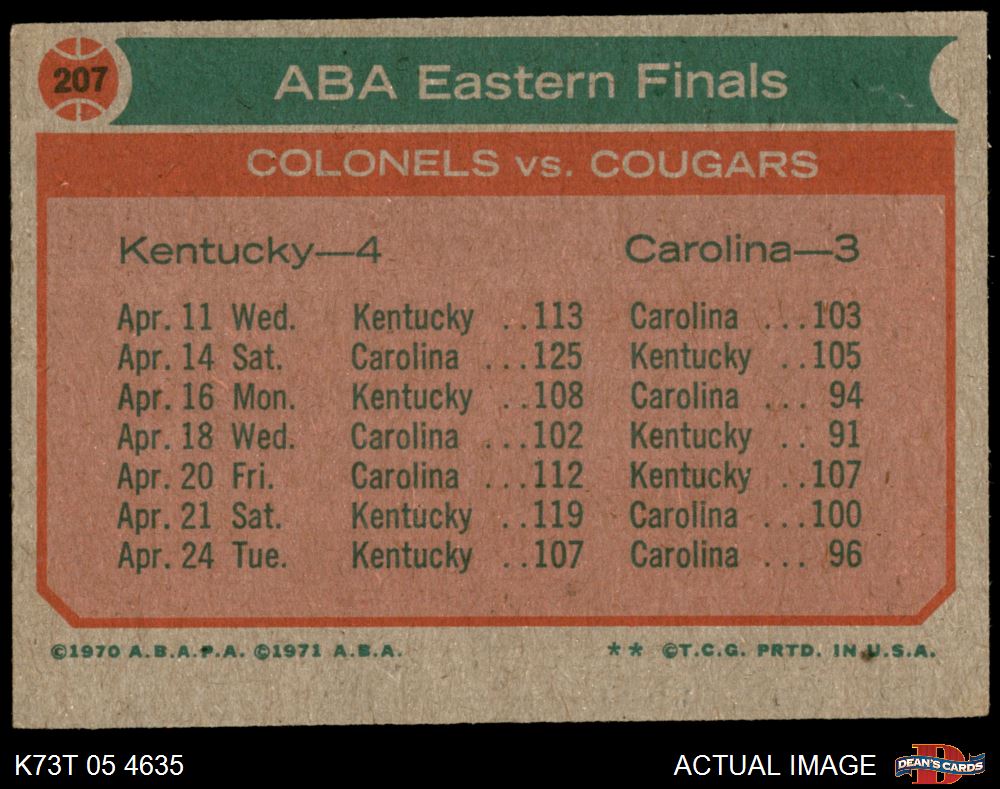 207
ABA Eastern Finals
COLONELS vs. COUGARS
Kentucky—4 Carolina—3
Apr. 11 Wed. Kentucky ..113 Carolina ...103
Apr. 14 Sat. Carolina ...125 Kentucky ..105
Apr. 16 Mon. Kentucky ..108 Carolina ... 94
Apr. 18 Wed. Carolina ...102 Kentucky .. 91
Apr. 20 Fri. Carolina ...112 Kentucky ..107
Apr. 21 Sat. Kentucky ..119 Carolina ...100
Apr. 24 Tue. Kentucky ..107 Carolina ... 96
©1970 A.B.A.P.A. ©1971 A.B.A. ** ©T.C.G. PRTD. IN U.S.A.
K73T 05 4635 ACTUAL IMAGE D DEAN'S CARDS